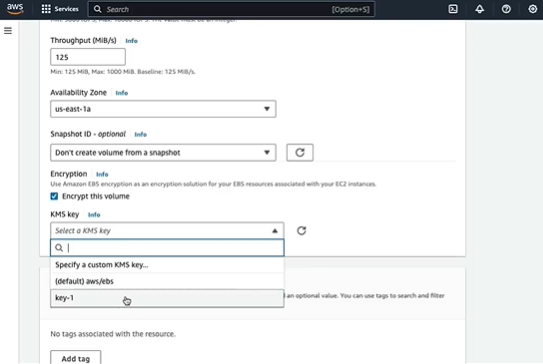 aws
Services
Search
[Option+S]
Throughput (MiB/s) Info
125
Min: 125 MiB, Max: 1000 MiB. Baseline: 125 MiB/s.
Availability Zone Info
us-east-1a
Snapshot ID - optional Info
Don't create volume from a snapshot
Encryption Info
Use Amazon EBS encryption as an encryption solution for your EBS resources associated with your EC2 instances.
Encrypt this volume
KMS key Info
Select a KMS key
Specify a custom KMS key...
(default) aws/ebs
key-1
an optional value. You can use tags to search and filter
No tags associated with the resource.
Add tag